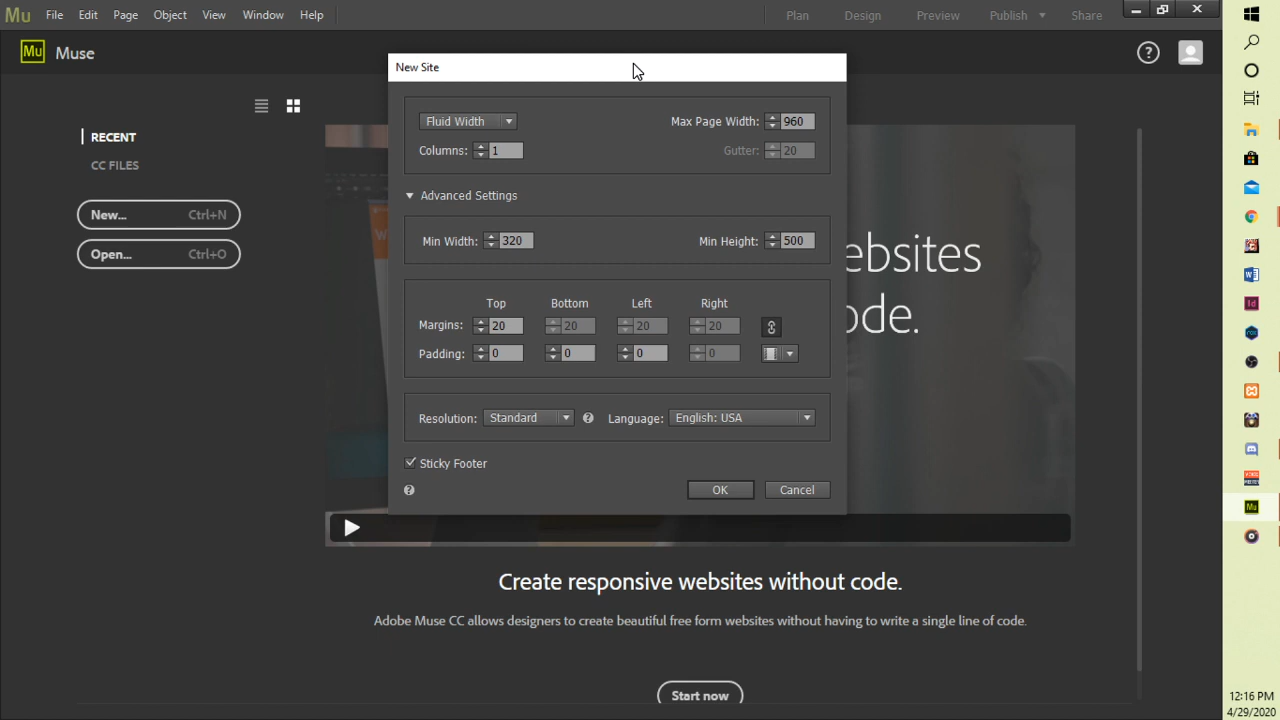 Mu File Edit Page Object View Window Help Plan Design Preview Publish Share
Mu Muse
New Site
RECENT
CC FILES
New... Ctrl+N
Open... Ctrl+O
Fluid Width Max Page Width: 960
Columns: 1 Gutter: 20
Advanced Settings
Min Width: 320 Min Height: 500
Top Bottom Left Right
Margins: 20 20 20 20
Padding: 0 0 0 0
Resolution: Standard Language: English: USA
Sticky Footer
OK Cancel
ebsites
ode.
Create responsive websites without code.
Adobe Muse CC allows designers to create beautiful free form websites without having to write a single line of code.
Start now
12:16 PM
4/29/2020